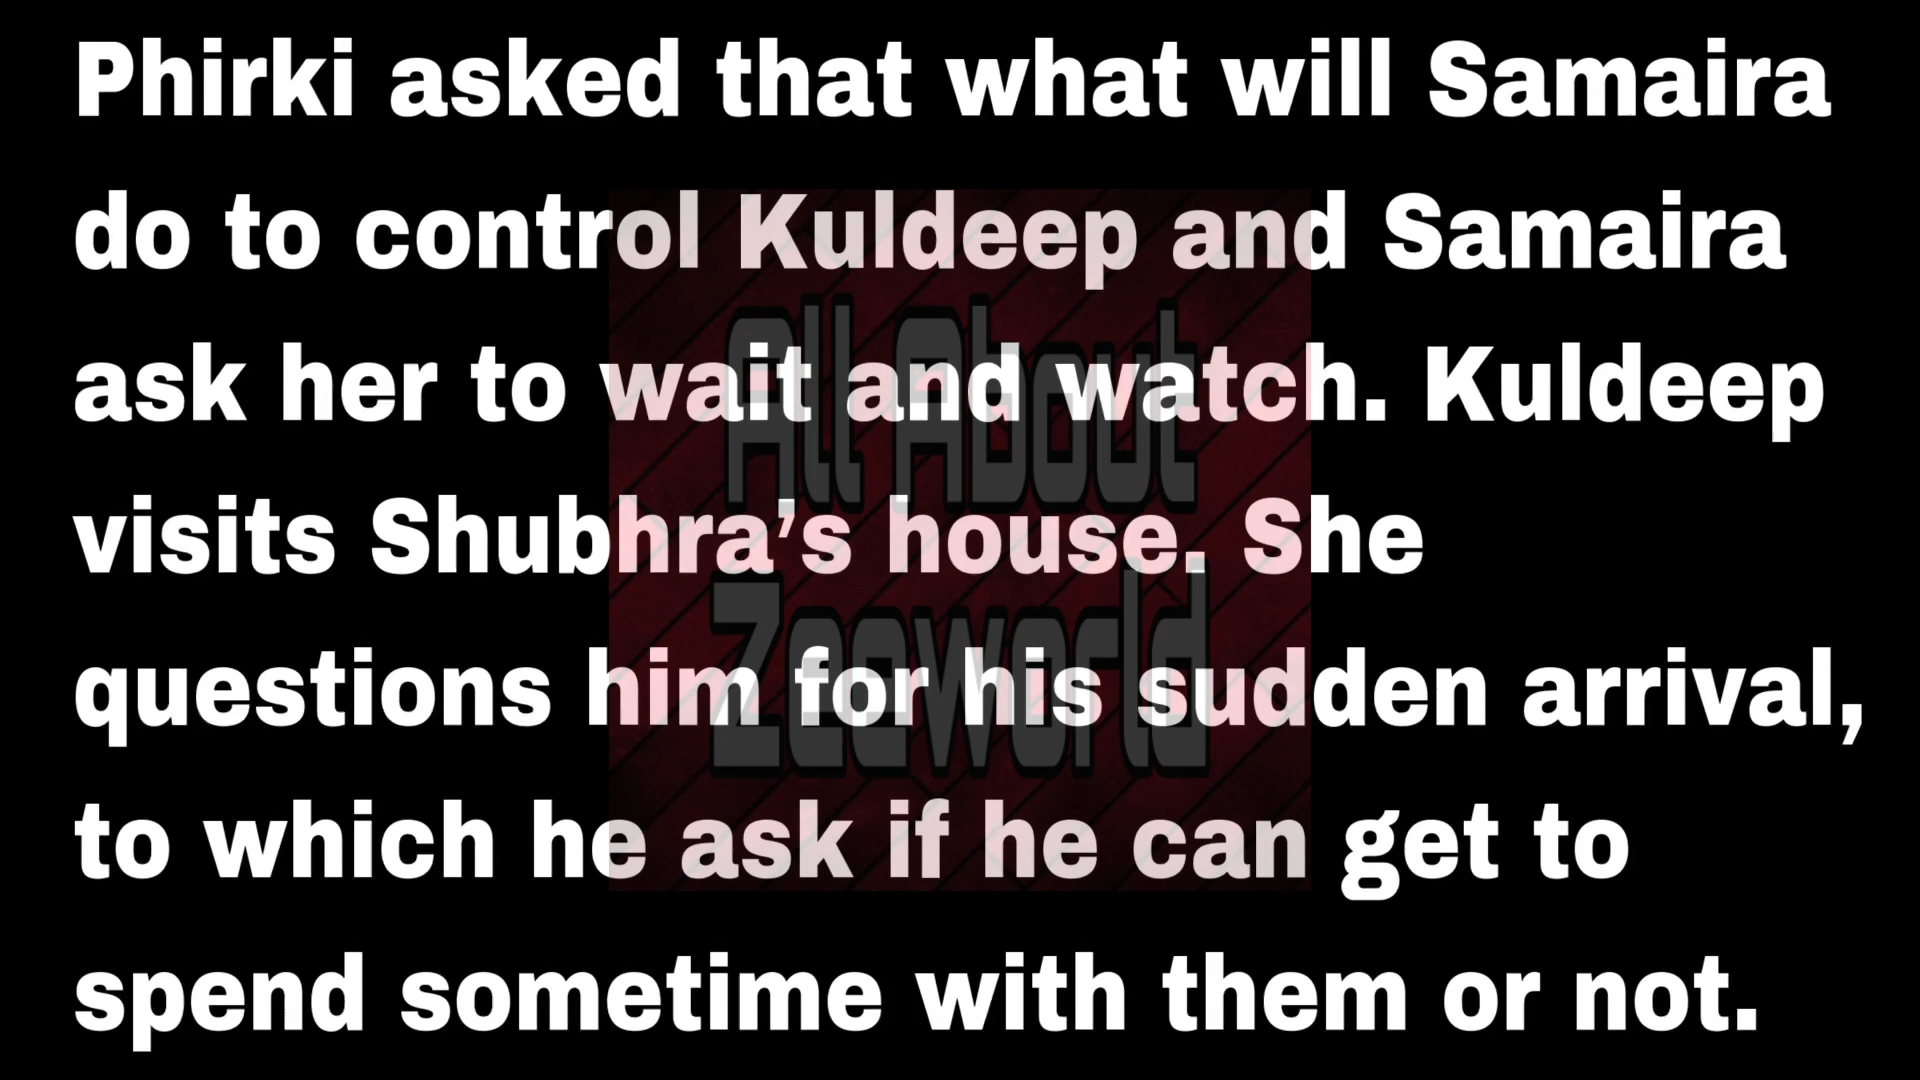 Phirki asked that what will Samaira
do to control Kuldeep and Samaira
ask her to wait and watch. Kuldeep
visits Shubhra’s house. She
questions him for his sudden arrival,
to which he ask if he can get to
spend sometime with them or not.
All About
Zeeworld